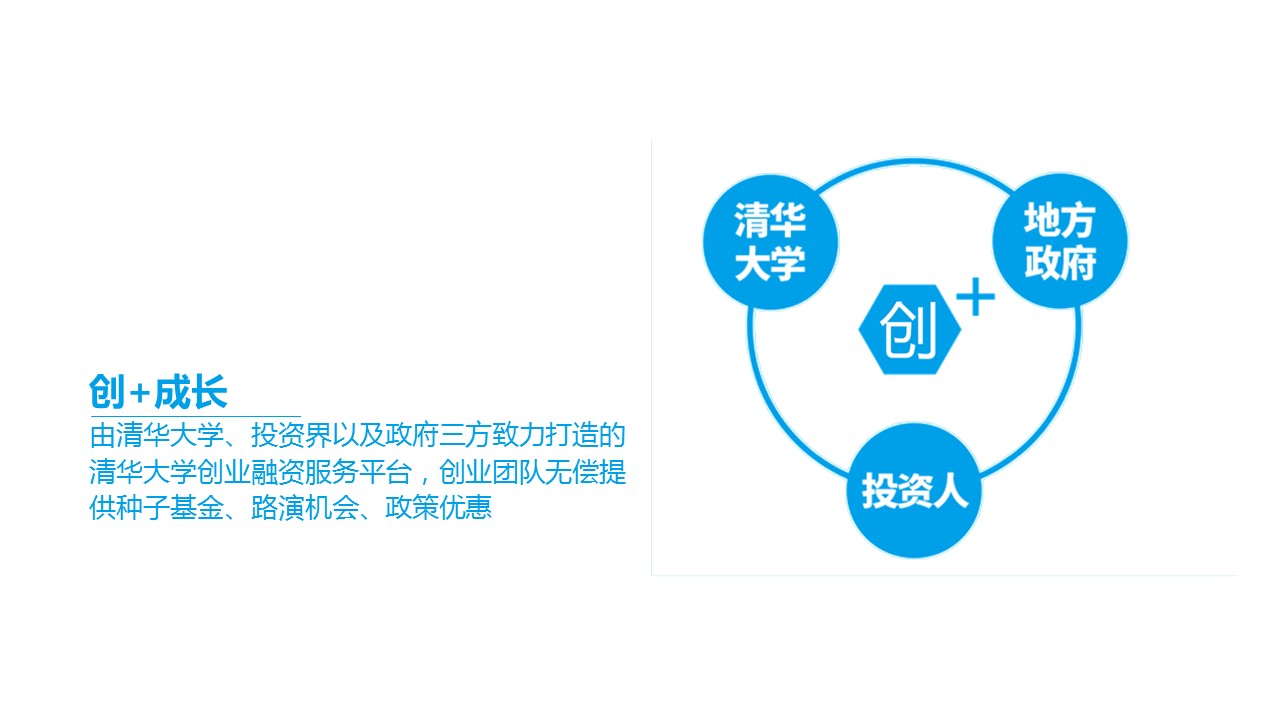 创+成长
由清华大学、投资界以及政府三方致力打造的
清华大学创业融资服务平台，创业团队无偿提
供种子基金、路演机会、政策优惠
清华
大学
地方
政府
创+
投资人